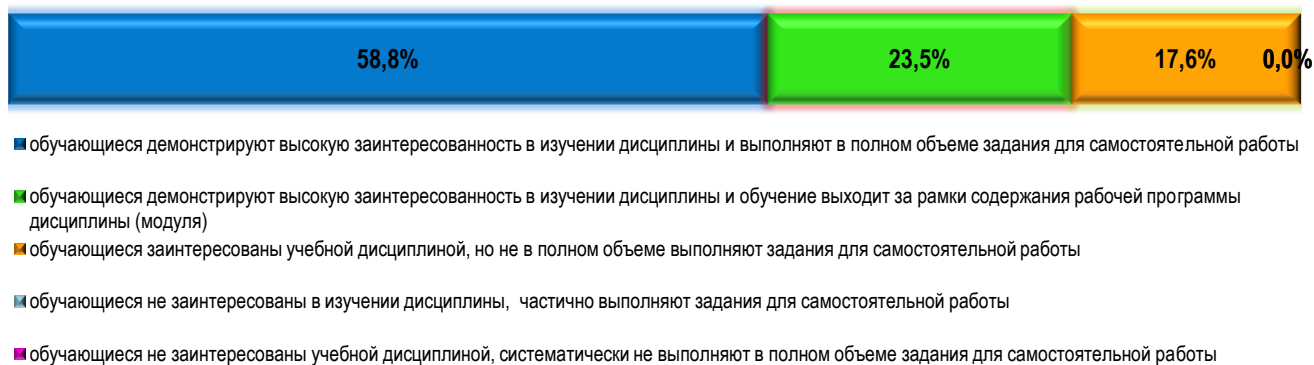 58,8% 23,5% 17,6% 0,0%
обучающиеся демонстрируют высокую заинтересованность в изучении дисциплины и выполняют в полном объеме задания для самостоятельной работы
обучающиеся демонстрируют высокую заинтересованность в изучении дисциплины и обучение выходит за рамки содержания рабочей программы
дисциплины (модуля)
обучающиеся заинтересованы учебной дисциплиной, но не в полном объеме выполняют задания для самостоятельной работы
обучающиеся не заинтересованы в изучении дисциплины, частично выполняют задания для самостоятельной работы
обучающиеся не заинтересованы учебной дисциплиной, систематически не выполняют в полном объеме задания для самостоятельной работы